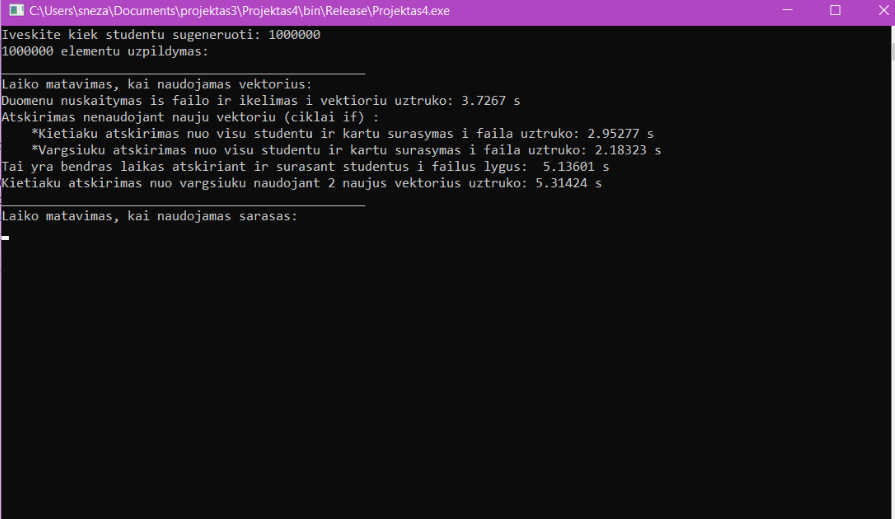 C:\Users\sneza\Documents\projektas3\Projektas4\bin\Release\Projektas4.exe
Iveskite kiek studentu sugeneruoti: 1000000
1000000 elementu uzpildymas:
Laiko matavimas, kai naudojamas vektorius:
Duomenu nuskaitymas is failo ir ikelimas i vektioriu uztruko: 3.7267 s
Atskirimas nenaudojant nauju vektoriu (ciklai if) :
*Kietiaku atskirimas nuo visu studentu ir kartu surasymas i faila uztruko: 2.95277 s
*Vargsiuku atskirimas nuo visu studentu ir kartu surasymas i faila uztruko: 2.18323 s
Tai yra bendras laikas atskiriant ir surasant studentus i failus lygus:  5.13601 s
Kietiaku atskirimas nuo vargsiuku naudojant 2 naujus vektorius uztruko: 5.31424 s
Laiko matavimas, kai naudojamas sarasas: